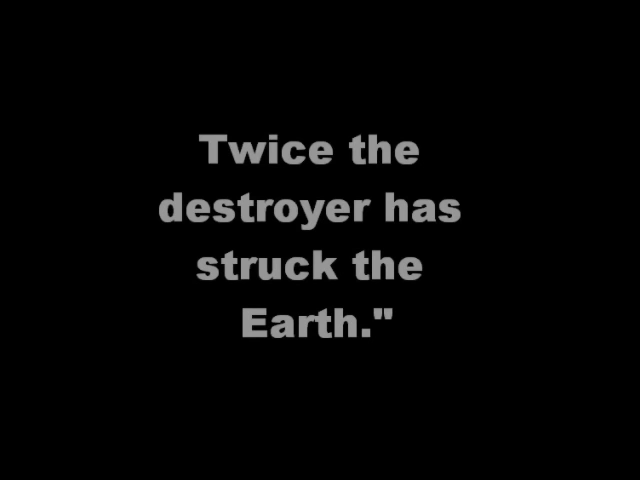 Twice the
destroyer has
struck the
Earth."